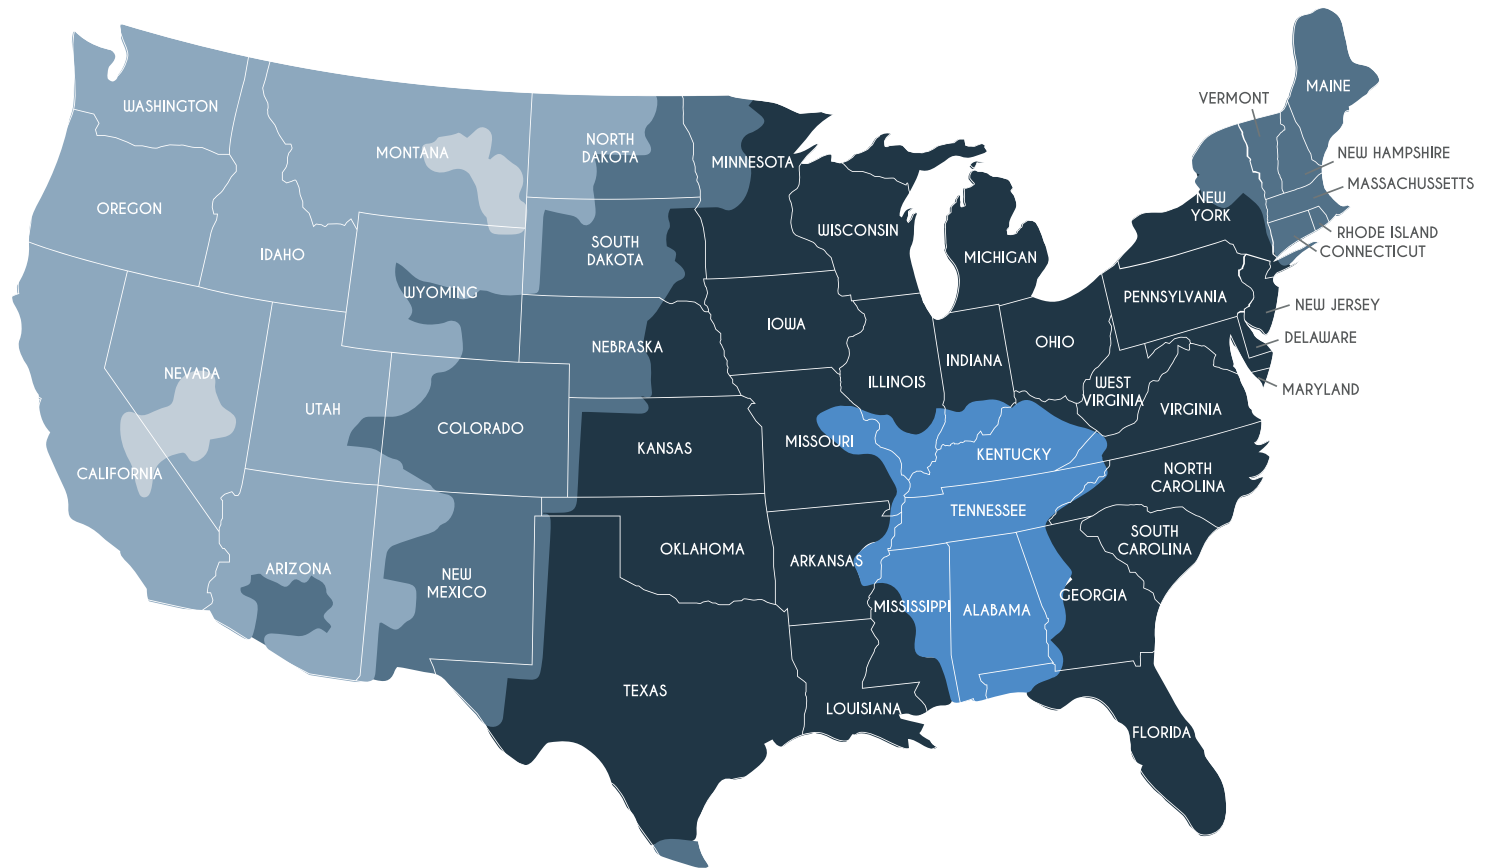 WASHINGTON
OREGON
CALIFORNIA
NEVADA
IDAHO
MONTANA
WYOMING
UTAH
ARIZONA
COLORADO
NEW
MEXICO
NORTH
DAKOTA
SOUTH
DAKOTA
NEBRASKA
KANSAS
OKLAHOMA
TEXAS
MINNESOTA
IOWA
MISSOURI
ARKANSAS
LOUISIANA
WISCONSIN
ILLINOIS
MICHIGAN
INDIANA
OHIO
KENTUCKY
TENNESSEE
MISSISSIPPI
ALABAMA
GEORGIA
FLORIDA
SOUTH
CAROLINA
NORTH
CAROLINA
VIRGINIA
WEST
VIRGINIA
PENNSYLVANIA
NEW
YORK
VERMONT
MAINE
NEW HAMPSHIRE
MASSACHUSSETTS
RHODE ISLAND
CONNECTICUT
NEW JERSEY
DELAWARE
MARYLAND